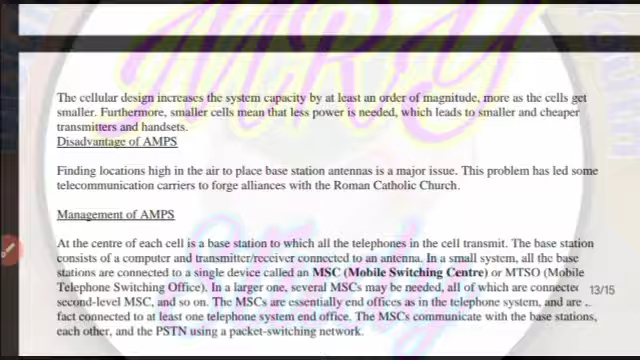 The cellular design increases the system capacity by at least an order of magnitude, more as the cells get
smaller. Furthermore, smaller cells mean that less power is needed, which leads to smaller and cheaper
transmitters and handsets.
Disadvantage of AMPS
Finding locations high in the air to place base station antennas is a major issue. This problem has led some
telecommunication carriers to forge alliances with the Roman Catholic Church.
Management of AMPS
At the centre of each cell is a base station to which all the telephones in the cell transmit. The base station
consists of a computer and transmitter/receiver connected to an antenna. In a small system, all the base
stations are connected to a single device called an MSC (Mobile Switching Centre) or MTSO (Mobile
Telephone Switching Office). In a larger one, several MSCs may be needed, all of which are connected
13/15
second-level MSC, and so on. The MSCs are essentially end offices as in the telephone system, and are
fact connected to at least one telephone system end office. The MSCs communicate with the base stations,
each other, and the PSTN using a packet-switching network.